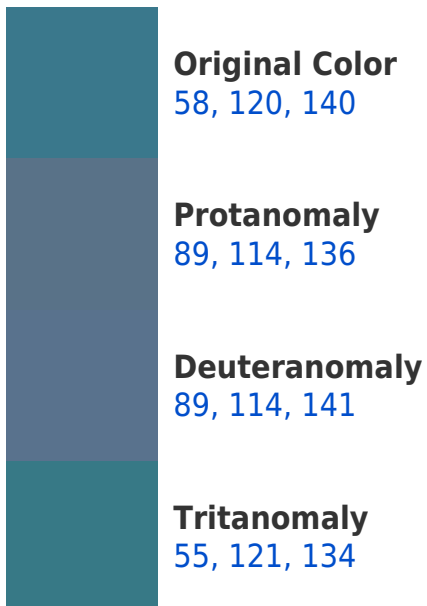 Original Color
58, 120, 140
Protanomaly
89, 114, 136
Deuteranomaly
89, 114, 141
Tritanomaly
55, 121, 134